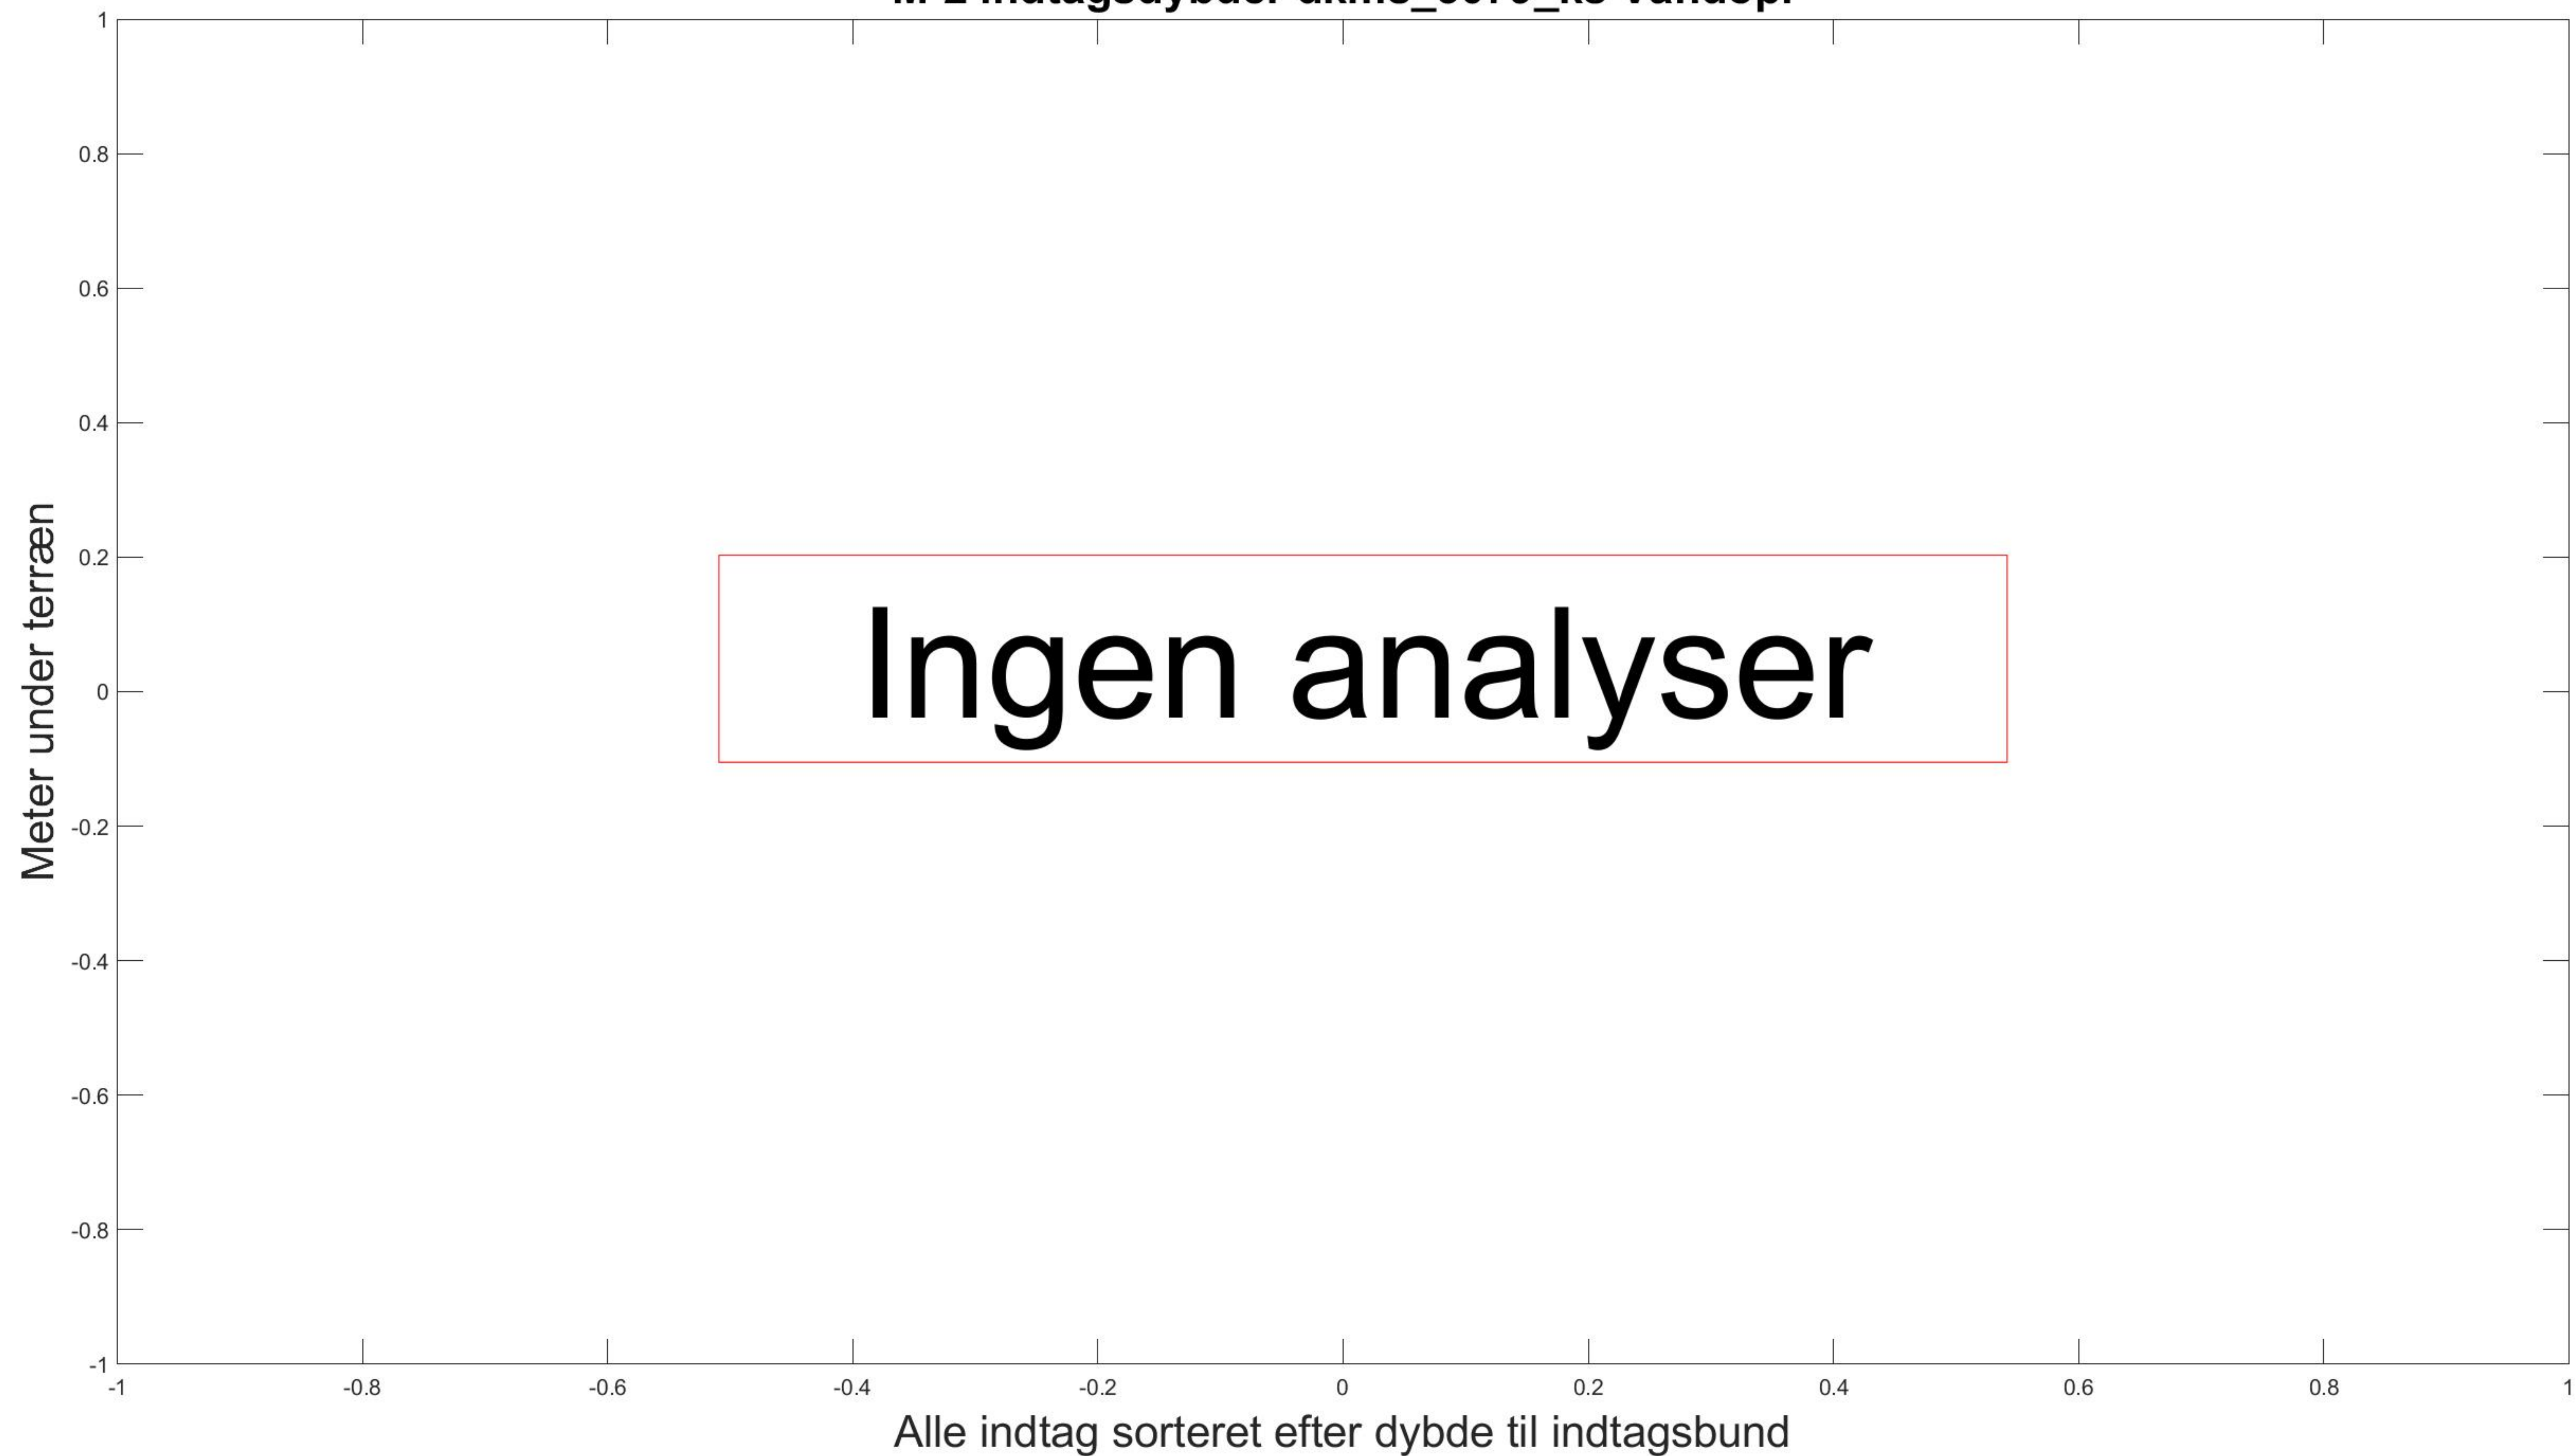 1
0.8
0.6
0.4
0.2
0
-0.2
-0.4
-0.6
-0.8
-1
Meter under terræn
Ingen analyser
-1 -0.8 -0.6 -0.4 -0.2 0 0.2 0.4 0.6 0.8 1
Alle indtag sorteret efter dybde til indtagsbund